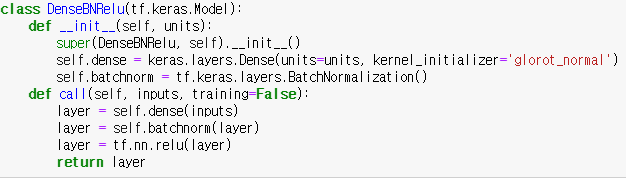 class DenseBNRelu(tf.keras.Model):
    def __init__(self, units):
        super(DenseBNRelu, self).__init__()
        self.dense = keras.layers.Dense(units=units, kernel_initializer='glorot_normal')
        self.batchnorm = tf.keras.layers.BatchNormalization()
    def call(self, inputs, training=False):
        layer = self.dense(inputs)
        layer = self.batchnorm(layer)
        layer = tf.nn.relu(layer)
        return layer